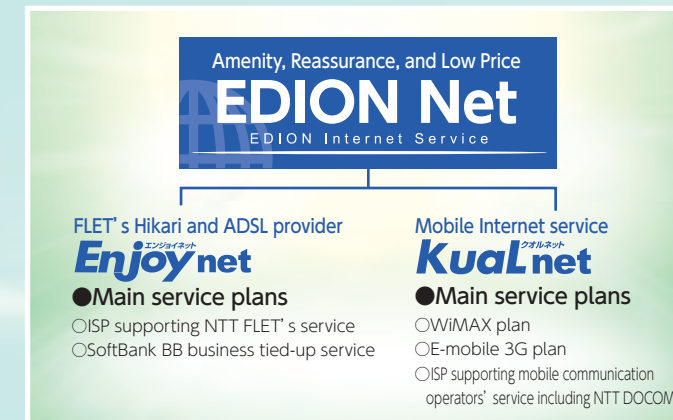 Amenity, Reassurance, and Low Price
EDION Net
EDION Internet Service
FLET's Hikari and ADSL provider
エンジョイネット
Enjoy net
●Main service plans
○ISP supporting NTT FLET's service
○SoftBank BB business tied-up service
Mobile Internet service
クオルネット
KuaL net
●Main service plans
○WiMAX plan
○E-mobile 3G plan
○ISP supporting mobile communication
operators' service including NTT DOCOM